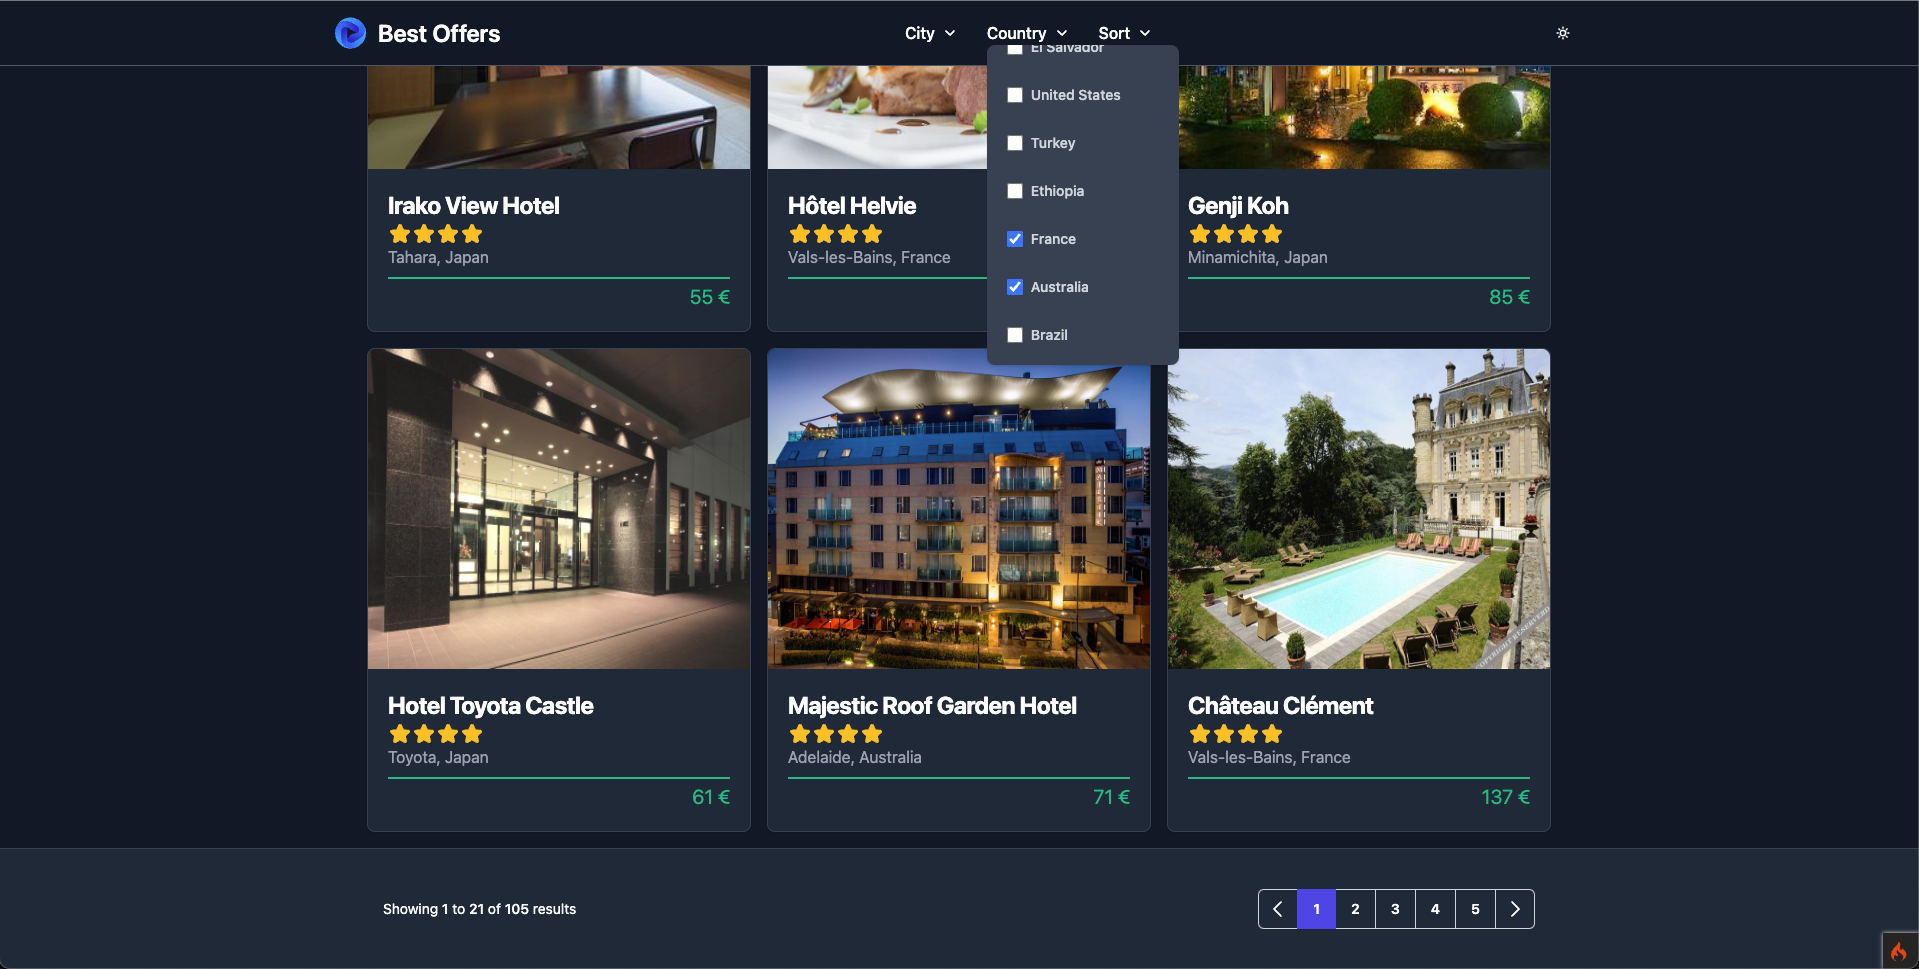 Best Offers
City
Country
Sort
El Salvador
United States
Turkey
Ethiopia
France
Australia
Brazil
Irako View Hotel
Tahara, Japan
55 €
Hôtel Helvie
Vals-les-Bains, France
Genji Koh
Minamichita, Japan
85 €
Hotel Toyota Castle
Toyota, Japan
61 €
Majestic Roof Garden Hotel
Adelaide, Australia
71 €
Château Clément
Vals-les-Bains, France
137 €
Showing 1 to 21 of 105 results
1
2
3
4
5